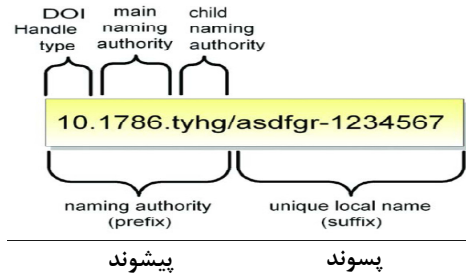 DOI Handle type
main naming authority
child naming authority
10.1786.tyhg/asdfgr-1234567
naming authority (prefix)
unique local name (suffix)
پیشوند
پسوند